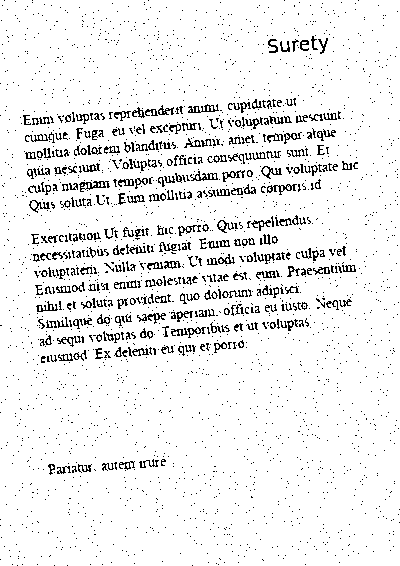 Surety
Enim voluptas reprehenderit animi, cupiditate ut
cumque. Fuga, eu vel excepturi. Ut voluptatum nesciunt,
mollitia dolorem blanditiis. Animi, amet, tempor atque
quia nesciunt. Voluptas officia consequuntur sunt. Et
culpa magnam tempor quibusdam porro. Qui voluptate hic
Quis soluta Ut. Eum mollitia assumenda corporis id
Exercitation Ut fugit, hic porro. Quis repellendus,
necessitatibus deleniti fugiat. Enim non illo
voluptatem. Nulla veniam, Ut modi voluptate culpa vel
Eiusmod nisi enim molestiae vitae est, eum. Praesentium
nihil et soluta provident, quo dolorum adipisci.
Similique do qui saepe aperiam, officia eu iusto. Neque
ad sequi voluptas do. Temporibus et ut voluptas
eiusmod. Ex deleniti eu qui et porro.
Pariatur, autem irure